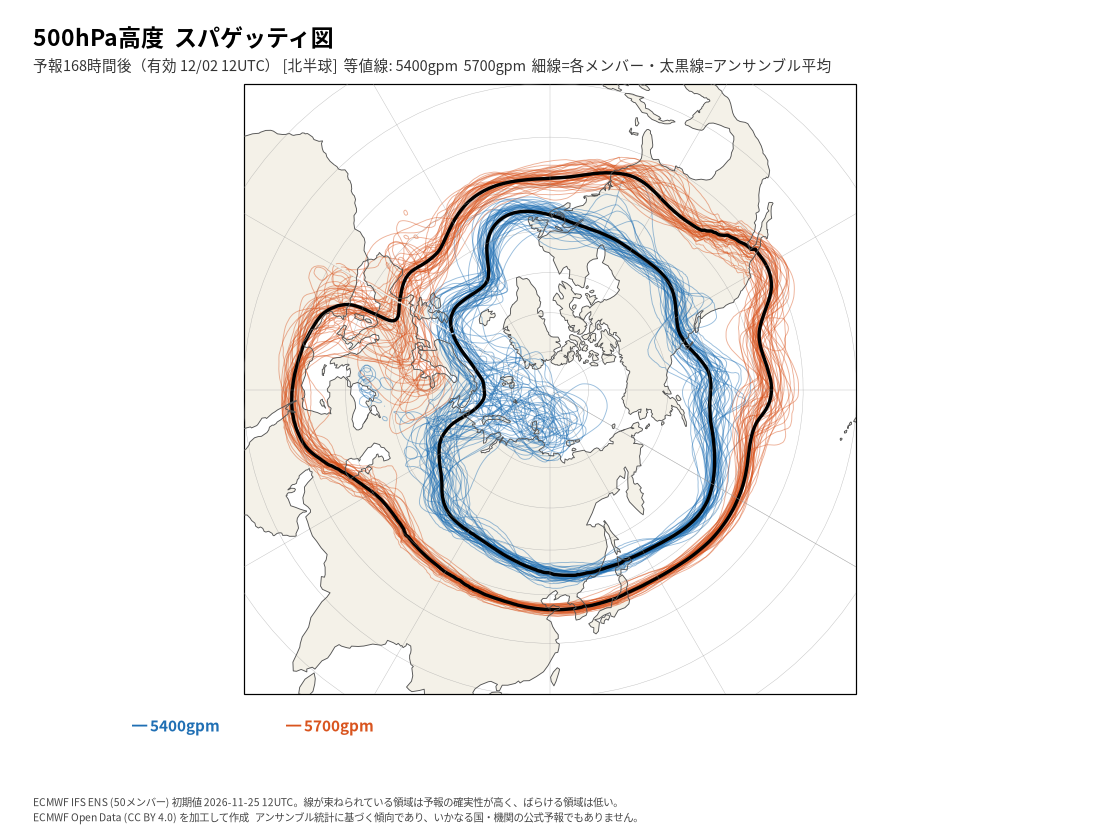 500hPa高度 スパゲッティ図
予報168時間後（有効 12/02 12UTC） [北半球] 等値線: 5400gpm 5700gpm 細線=各メンバー・太黒線=アンサンブル平均
5400gpm 5700gpm
ECMWF IFS ENS (50メンバー) 初期値 2026-11-25 12UTC。線が束ねられている領域は予報の確実性が高く、ばらける領域は低い。
ECMWF Open Data (CC BY 4.0) を加工して作成 アンサンブル統計に基づく傾向であり、いかなる国・機関の公式予報でもありません。